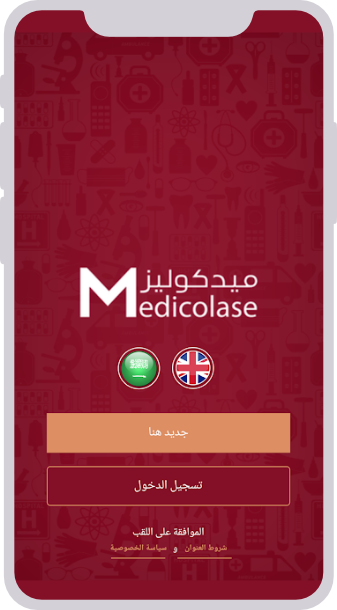 ميدكوليز
Medicolase
جديد هنا
تسجيل الدخول
الموافقة على اللقب
شروط العنوان و سياسة الخصوصية